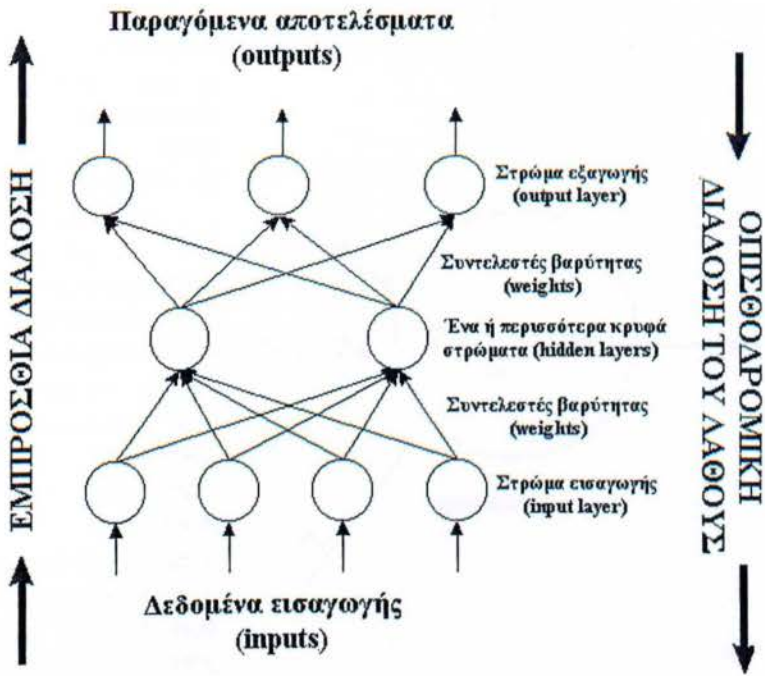 Παραγόμενα αποτελέσματα
(outputs)
ΕΜΠΡΟΣΘΙΑ ΔΙΑΔΟΣΗ
Στρώμα εξαγωγής
(output layer)
Συντελεστές βαρύτητας
(weights)
Ένα ή περισσότερα κρυφά
στρώματα (hidden layers)
Συντελεστές βαρύτητας
(weights)
Στρώμα εισαγωγής
(input layer)
ΟΠΙΣΘΟΔΡΟΜΙΚΗ
ΔΙΑΔΟΣΗ ΤΟΥ ΛΑΘΟΥΣ
Δεδομένα εισαγωγής
(inputs)